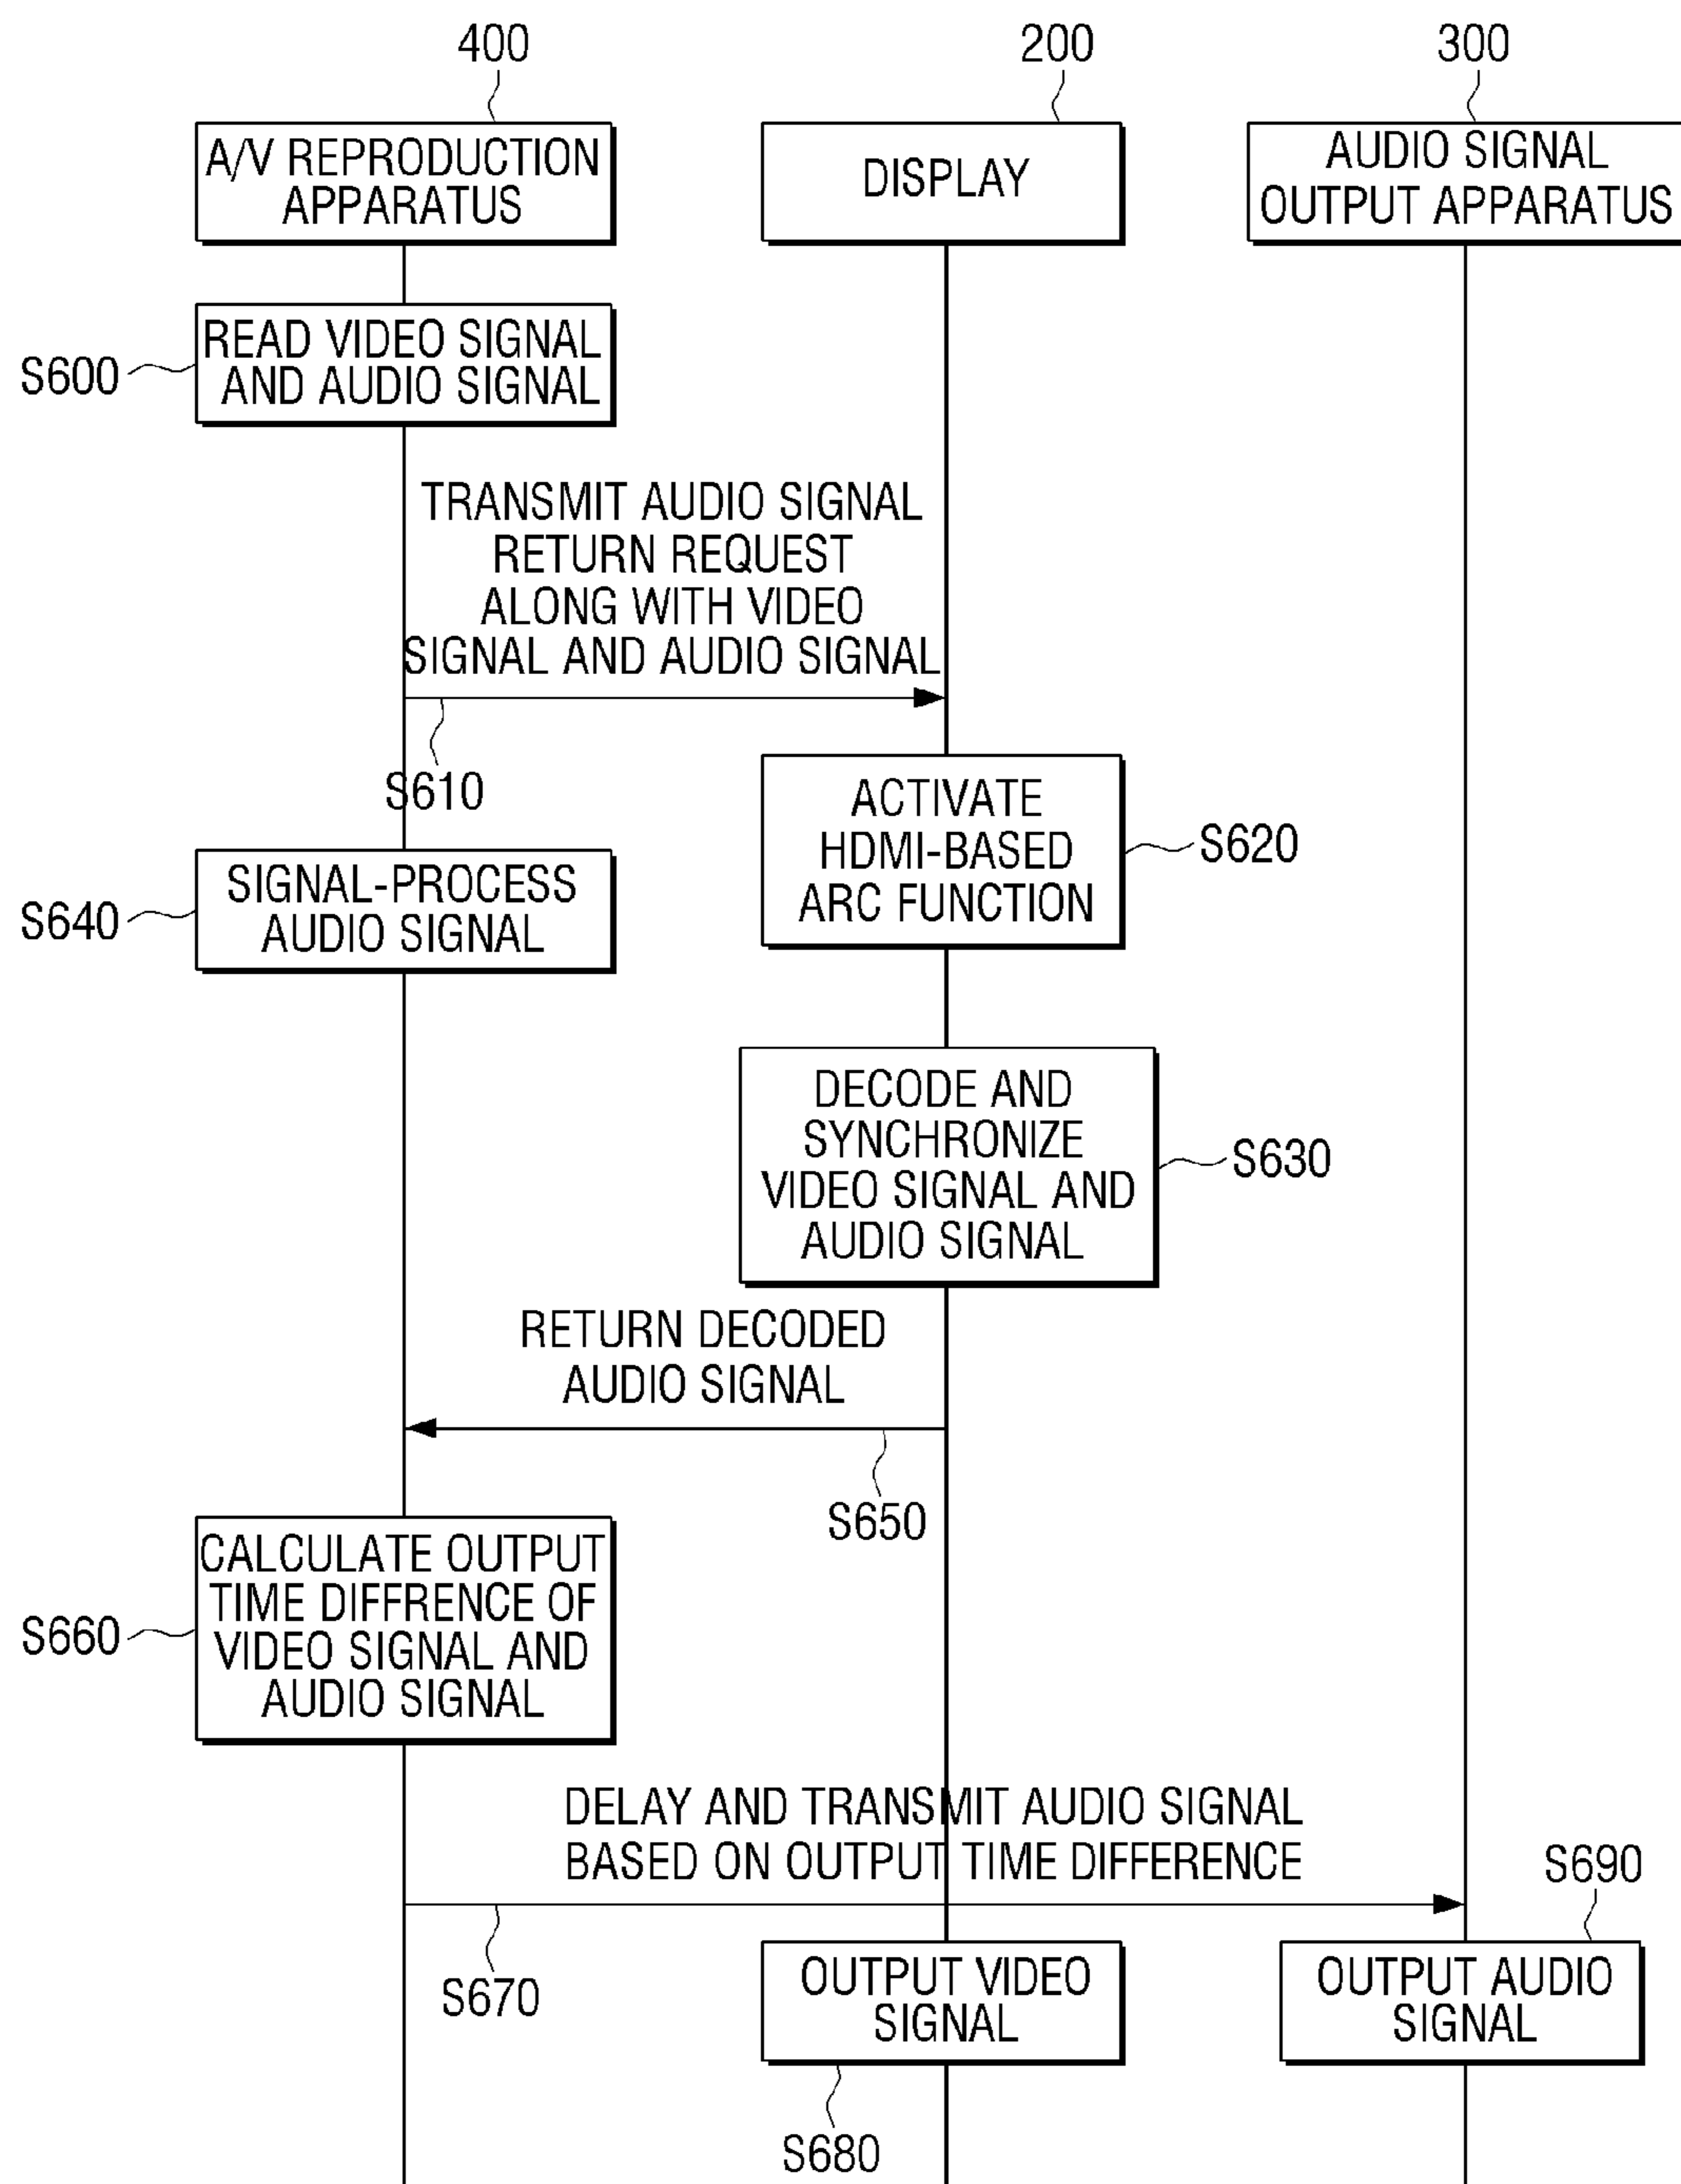 400
200
300
A/V REPRODUCTION
APPARATUS
DISPLAY
AUDIO SIGNAL
OUTPUT APPARATUS
S600
READ VIDEO SIGNAL
AND AUDIO SIGNAL
TRANSMIT AUDIO SIGNAL
RETURN REQUEST
ALONG WITH VIDEO
SIGNAL AND AUDIO SIGNAL
S610
ACTIVATE
HDMI-BASED
ARC FUNCTION
S620
S640
SIGNAL-PROCESS
AUDIO SIGNAL
DECODE AND
SYNCHRONIZE
VIDEO SIGNAL AND
AUDIO SIGNAL
S630
RETURN DECODED
AUDIO SIGNAL
S650
S660
CALCULATE OUTPUT
TIME DIFFRENCE OF
VIDEO SIGNAL AND
AUDIO SIGNAL
DELAY AND TRANSMIT AUDIO SIGNAL
BASED ON OUTPUT TIME DIFFERENCE
S670
S690
OUTPUT VIDEO
SIGNAL
OUTPUT AUDIO
SIGNAL
S680